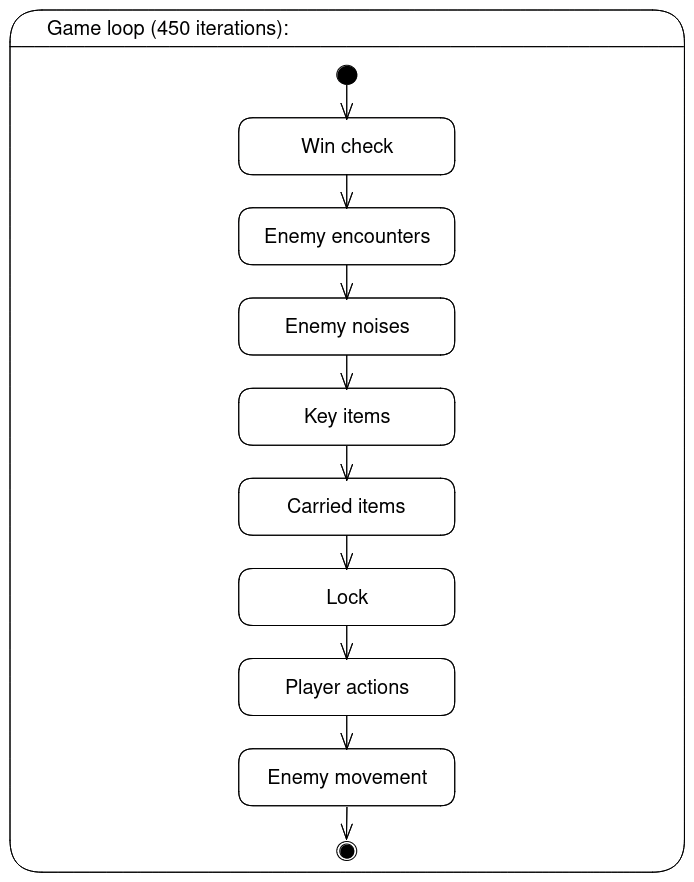 Game loop (450 iterations):
Win check
Enemy encounters
Enemy noises
Key items
Carried items
Lock
Player actions
Enemy movement